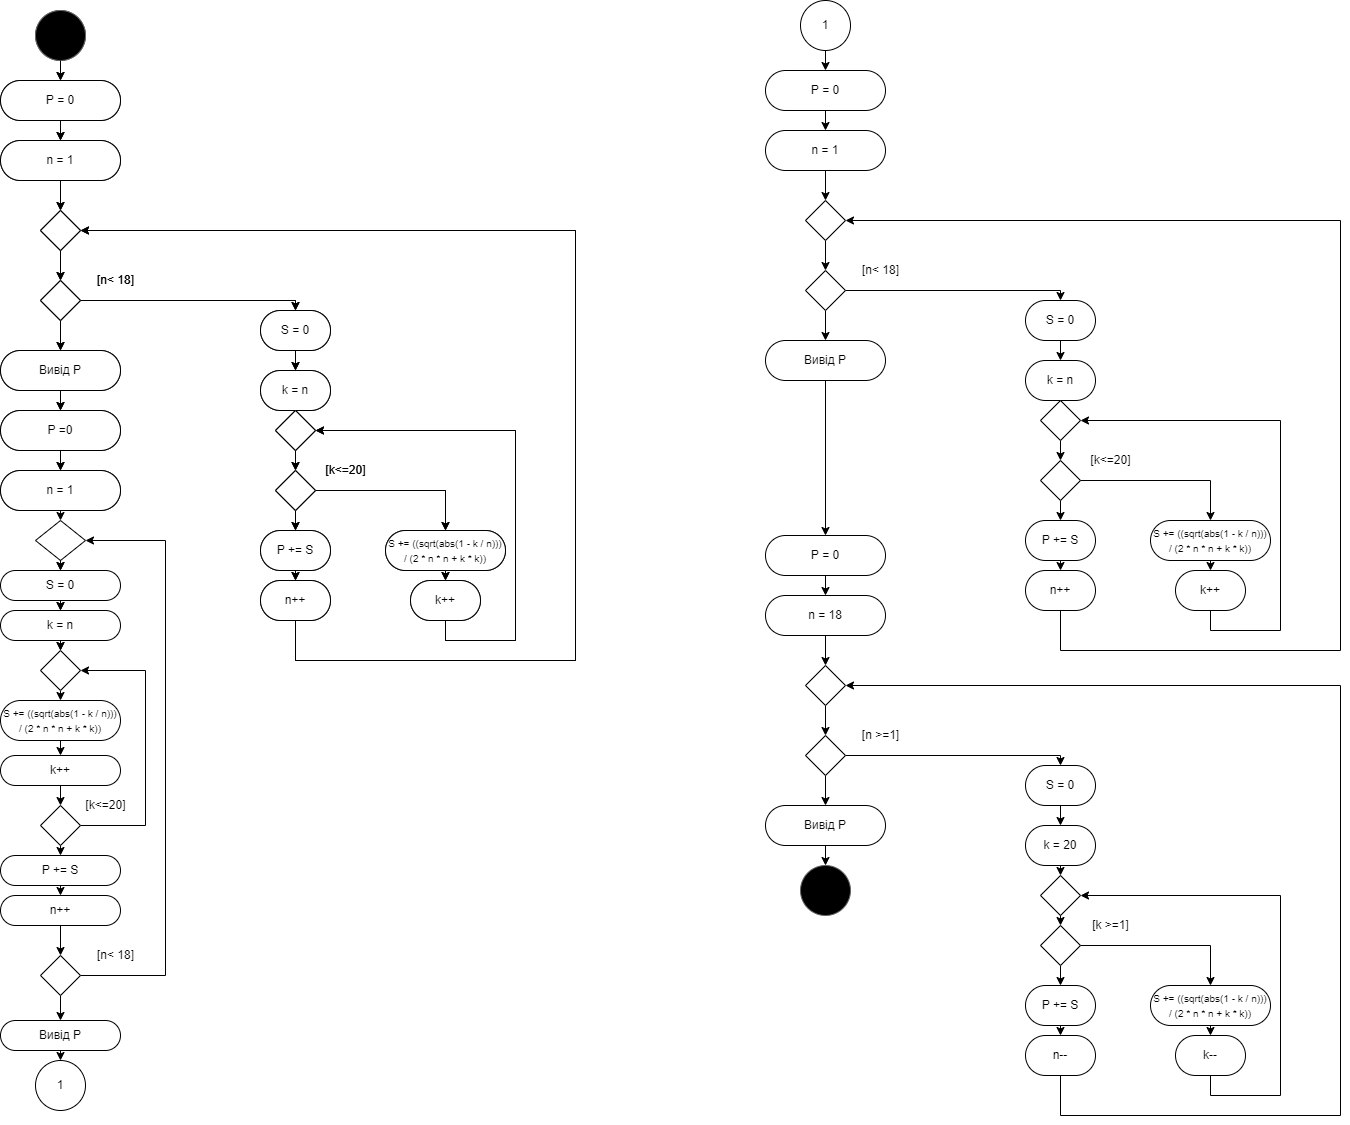 P = 0
n = 1
[n< 18]
S = 0
k = n
[k<=20]
S += ((sqrt(abs(1 - k / n)))
/ (2 * n * n + k * k))
k++
P += S
n++
Вивід P
P =0
n = 1
S = 0
k = n
S += ((sqrt(abs(1 - k / n)))
/ (2 * n * n + k * k))
k++
[k<=20]
P += S
n++
[n< 18]
Вивід P
1
1
P = 0
n = 1
[n< 18]
S = 0
k = n
[k<=20]
S += ((sqrt(abs(1 - k / n)))
/ (2 * n * n + k * k))
k++
P += S
n++
Вивід P
P = 0
n = 18
[n >=1]
S = 0
k = 20
[k >=1]
S += ((sqrt(abs(1 - k / n)))
/ (2 * n * n + k * k))
k--
P += S
n--
Вивід P